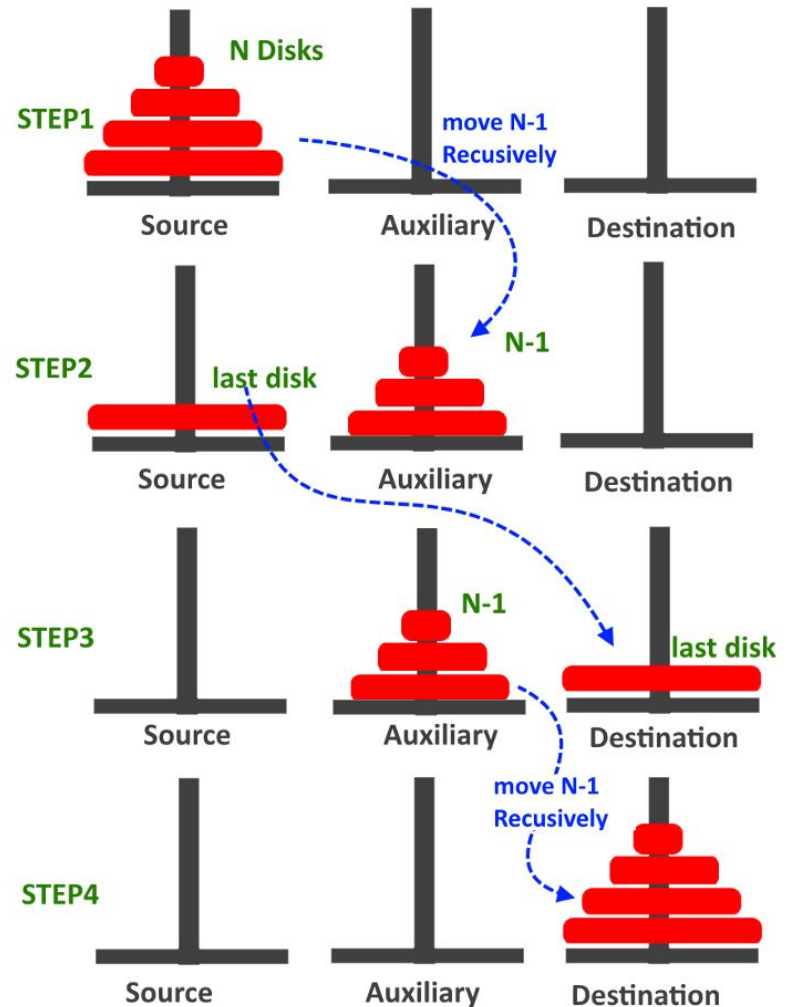 N Disks
STEP1
move N-1
Recusively
Source
Auxiliary
Destination
STEP2
last disk
N-1
Source
Auxiliary
Destination
STEP3
N-1
last disk
Source
Auxiliary
Destination
move N-1
Recusively
STEP4
Source
Auxiliary
Destination